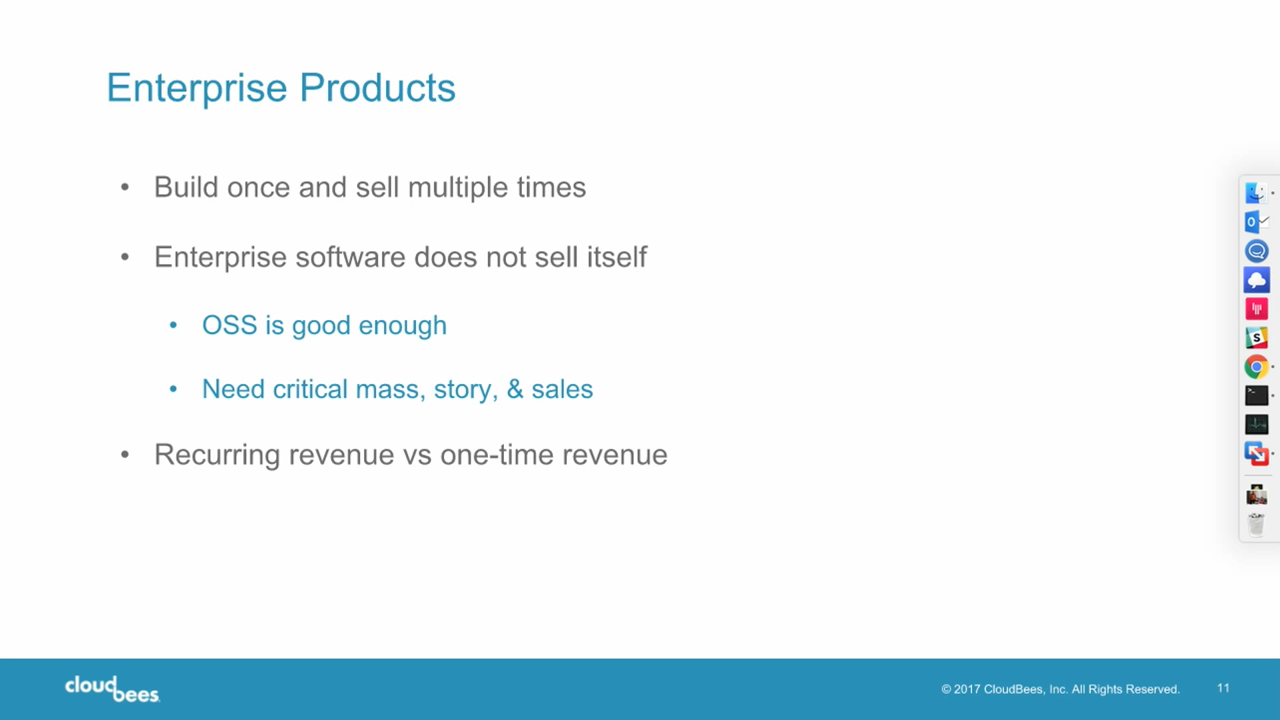 Enterprise Products
• Build once and sell multiple times
• Enterprise software does not sell itself
• OSS is good enough
• Need critical mass, story, & sales
• Recurring revenue vs one-time revenue
cloudbees
© 2017 CloudBees, Inc. All Rights Reserved. 11